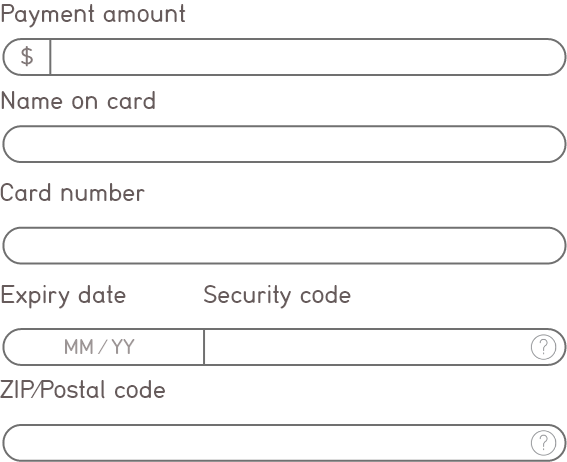 Payment amount
$
Name on card
Card number
Expiry date Security code
MM / YY ?
ZIP/Postal code
?